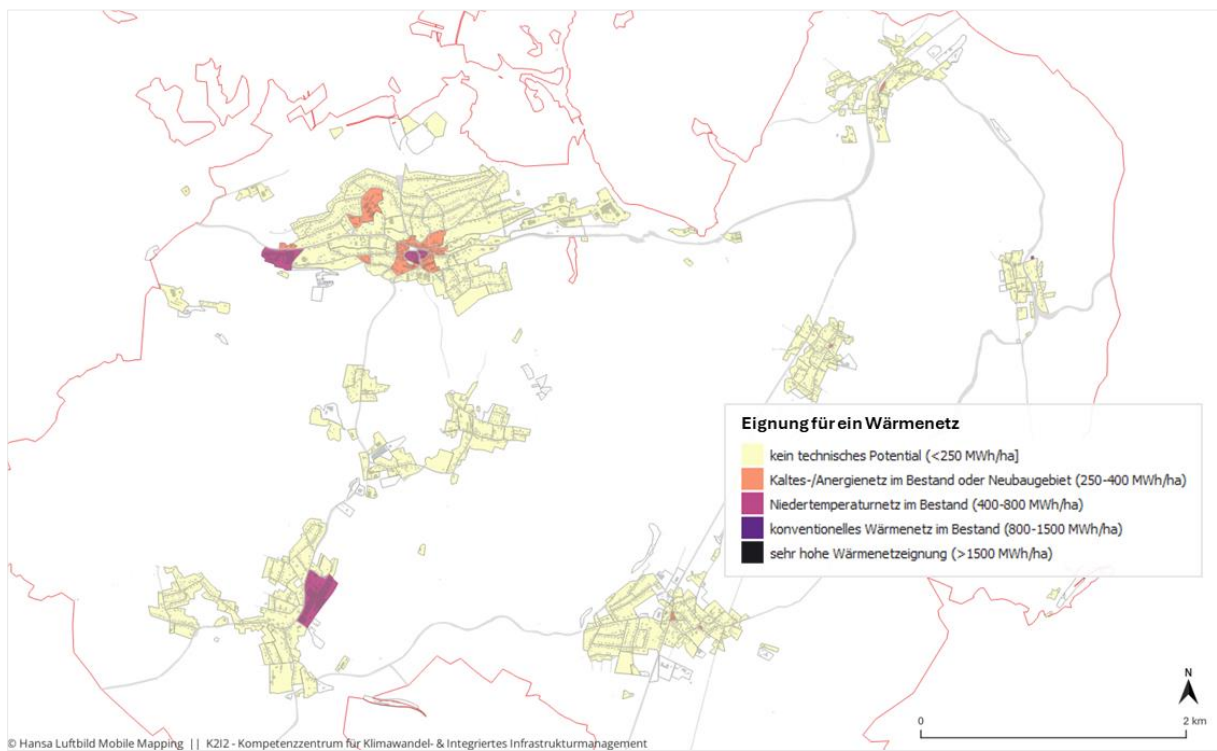 Eignung für ein Wärmenetz
kein technisches Potential (<250 MWh/ha]
Kaltes-/Anergienetz im Bestand oder Neubaugebiet (250-400 MWh/ha)
Niedertemperaturnetz im Bestand (400-800 MWh/ha)
konventionelles Wärmenetz im Bestand (800-1500 MWh/ha)
sehr hohe Wärmenetzeignung (>1500 MWh/ha)
N
0 2 km
© Hansa Luftbild Mobile Mapping || K2I2 - Kompetenzzentrum für Klimawandel- & Integriertes Infrastrukturmanagement